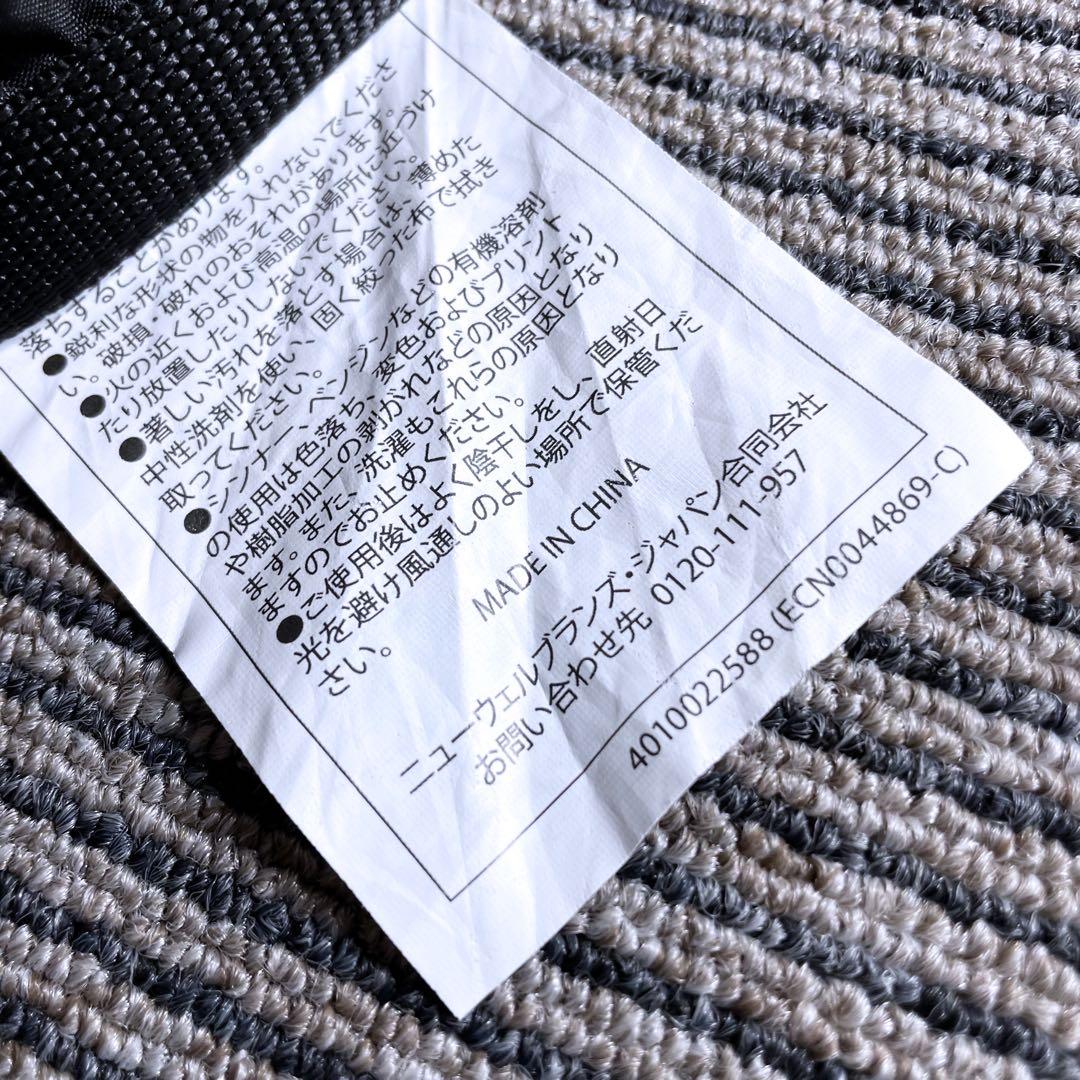 落ちすることがあります。
●鋭利な形状の物を入れないでくださ
い。破損・破れのおそれがあります。
●火の近くおよび高温の場所に近づけ
たり放置したりしないでください。
●著しい汚れを落とす場合は、薄めた
中性洗剤を使い、固く絞った布で拭き
取ってください。
●シンナー、ベンジンなどの有機溶剤
の使用は色落ち、変色およびプリント
や樹脂加工の剥がれなどの原因となり
ます。また、洗濯もこれらの原因となり
ますのでお止めください。
●ご使用後はよく陰干しをし、直射日
光を避け風通しのよい場所で保管くだ
さい。
MADE IN CHINA
ニューウェルブランズ・ジャパン合同会社
お問い合わせ先 0120-111-957
4010022588 (ECN0044869-C)